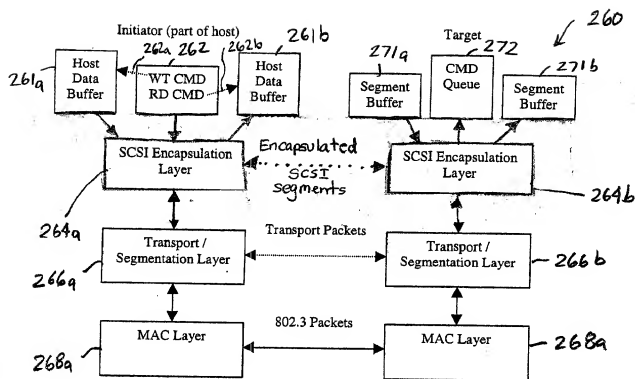 260
Initiator (part of host)
Target
261a
262a
262
262b
261b
271a
272
271b
Host
Data
Buffer
WT CMD
RD CMD
Host
Data
Buffer
Segment
Buffer
CMD
Queue
Segment
Buffer
SCSI Encapsulation
Layer
Encapsulated
SCSI
segments
SCSI Encapsulation
Layer
264a
264b
Transport /
Segmentation Layer
Transport Packets
Transport /
Segmentation Layer
266a
266b
MAC Layer
802.3 Packets
MAC Layer
268a
268a